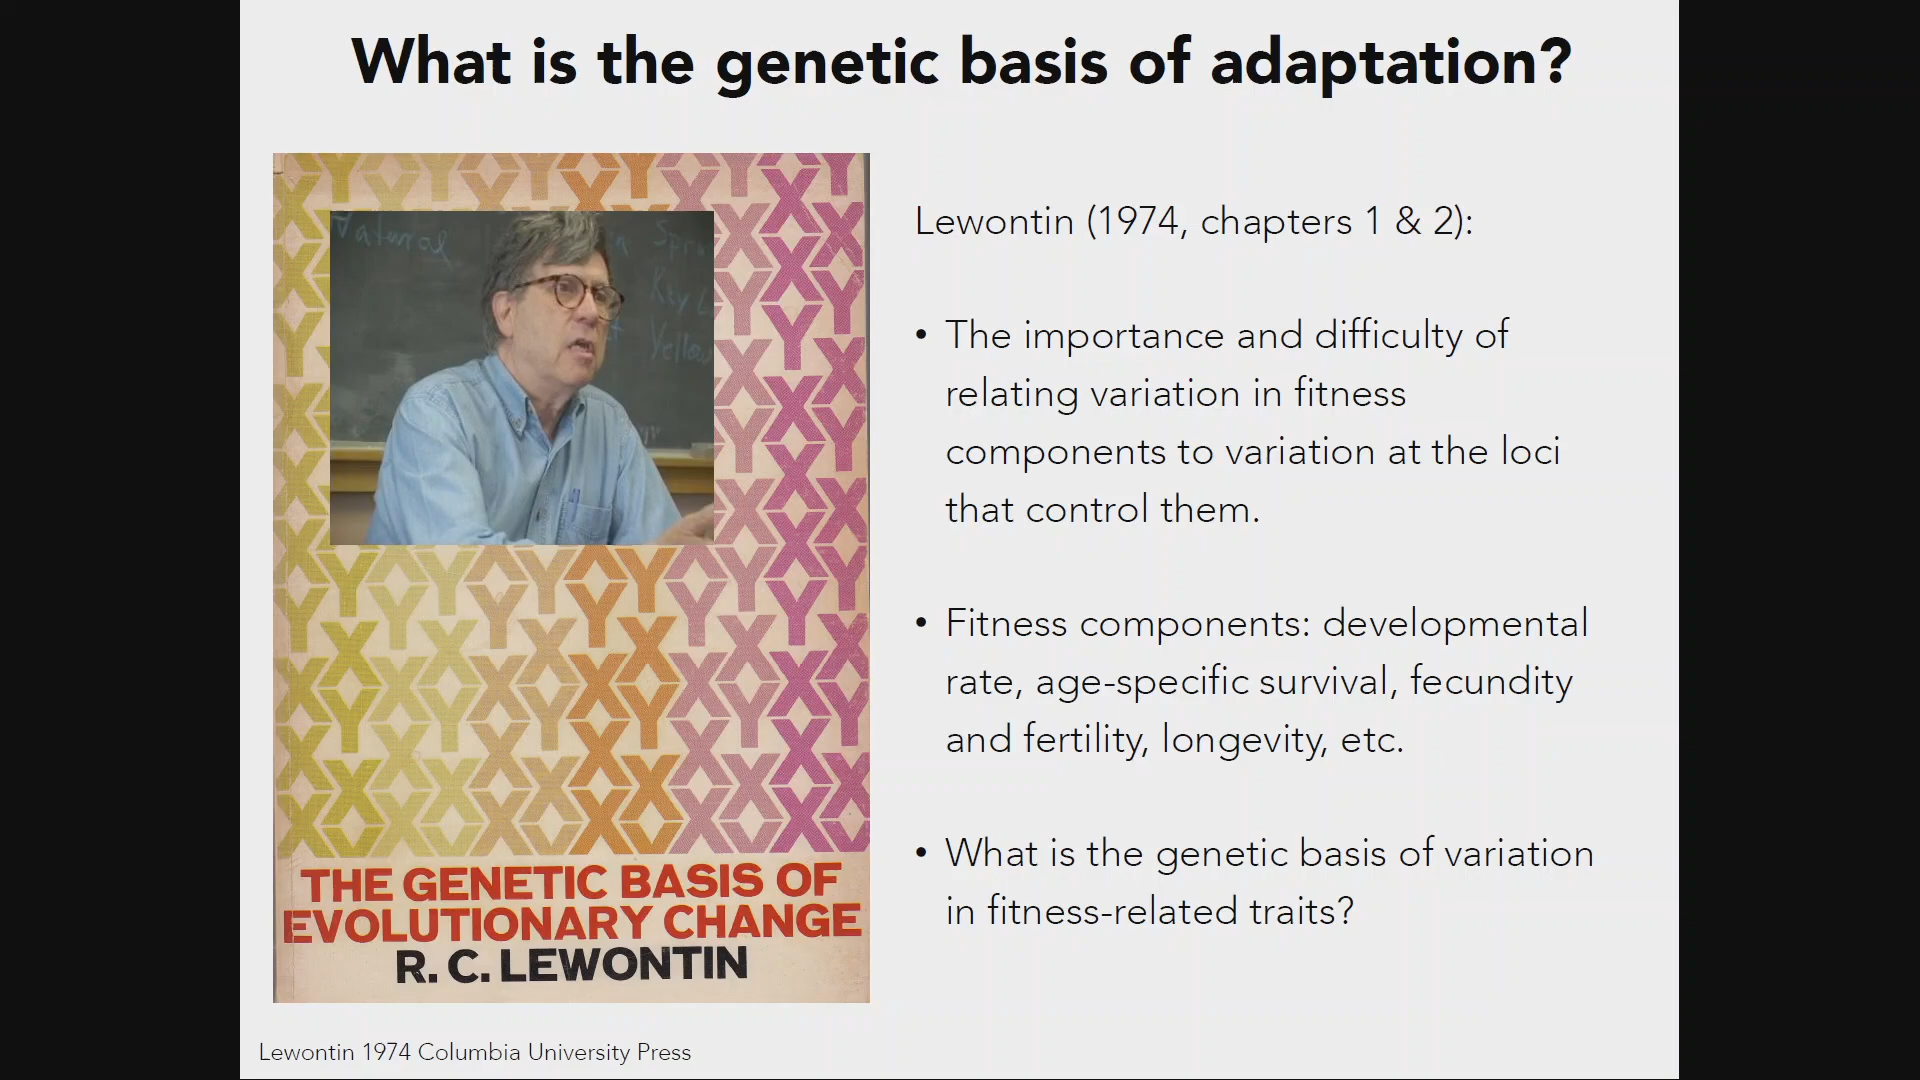 What is the genetic basis of adaptation?
Natural
Key
Yellow
THE GENETIC BASIS OF
EVOLUTIONARY CHANGE
R. C. LEWONTIN
Lewontin (1974, chapters 1 & 2):
• The importance and difficulty of
relating variation in fitness
components to variation at the loci
that control them.
• Fitness components: developmental
rate, age-specific survival, fecundity
and fertility, longevity, etc.
• What is the genetic basis of variation
in fitness-related traits?
Lewontin 1974 Columbia University Press